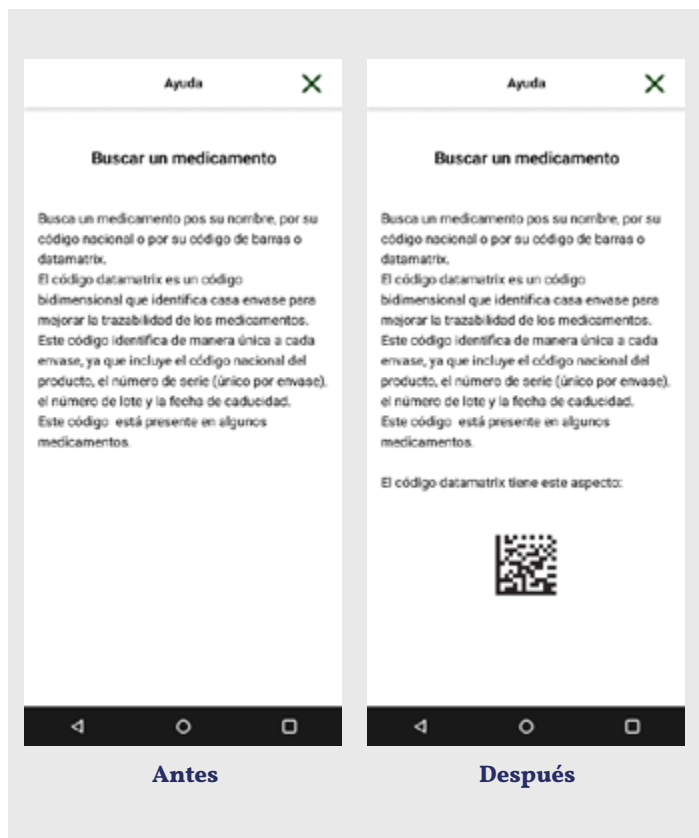 Ayuda
Buscar un medicamento
Busca un medicamento pos su nombre, por su
código nacional o por su código de barras o
datamatrix.
El código datamatrix es un código
bidimensional que identifica casa envase para
mejorar la trazabilidad de los medicamentos.
Este código identifica de manera única a cada
envase, ya que incluye el código nacional del
producto, el número de serie (único por envase),
el número de lote y la fecha de caducidad.
Este código  está presente en algunos
medicamentos.
Antes
Ayuda
Buscar un medicamento
Busca un medicamento pos su nombre, por su
código nacional o por su código de barras o
datamatrix.
El código datamatrix es un código
bidimensional que identifica casa envase para
mejorar la trazabilidad de los medicamentos.
Este código identifica de manera única a cada
envase, ya que incluye el código nacional del
producto, el número de serie (único por envase),
el número de lote y la fecha de caducidad.
Este código  está presente en algunos
medicamentos.
El código datamatrix tiene este aspecto:
Después